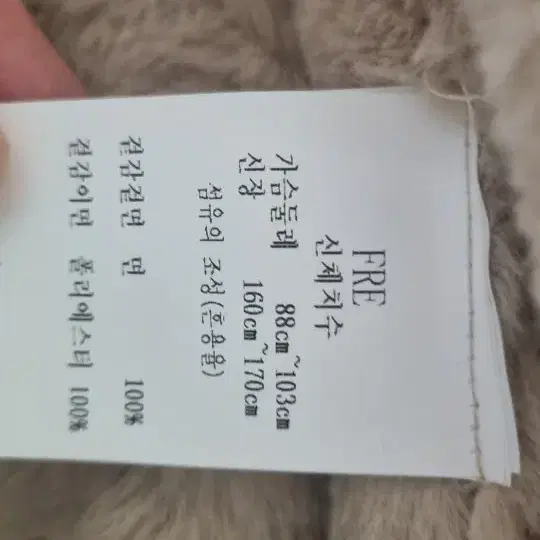 FRE
신체치수
가슴둘레 88cm~103cm
신장 160cm~170cm
섬유의 조성(혼용율)
겉감겉면 면 100%
겉감이면 폴리에스터 100%